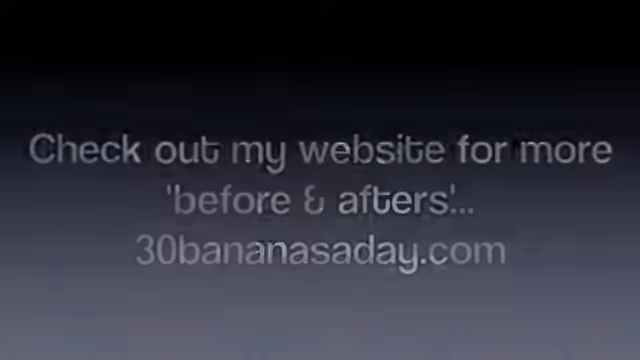 Check out my website for more
'before & afters'...
30bananasaday.com